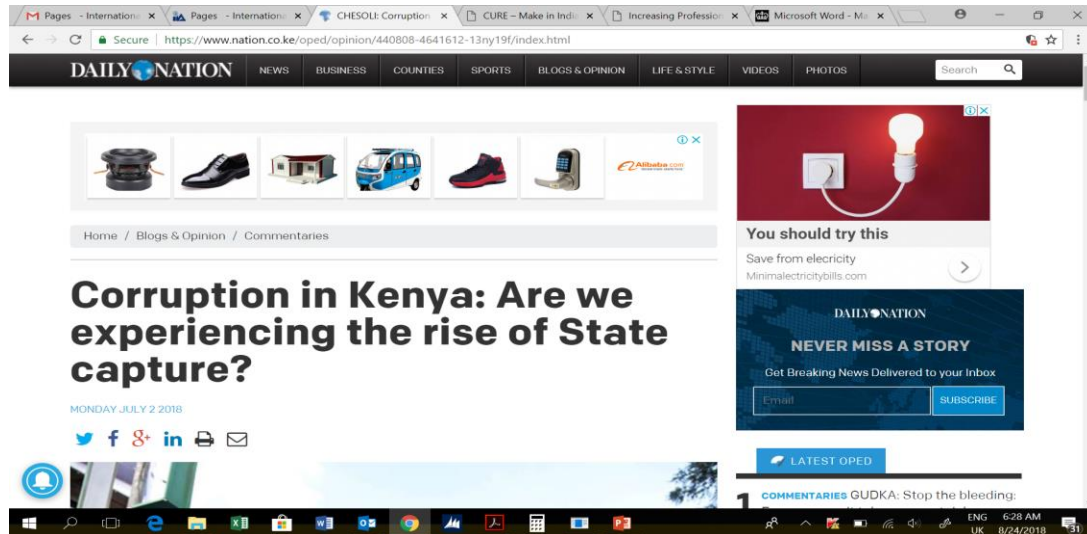 Pages - Internationa
Pages - Internationa
CHESOLI: Corruption
CURE – Make in India
Increasing Profession
Microsoft Word - Ma
Secure https://www.nation.co.ke/oped/opinion/440808-4641612-13ny19f/index.html
DAILY NATION NEWS BUSINESS COUNTIES SPORTS BLOGS & OPINION LIFE & STYLE VIDEOS PHOTOS Search
Alibaba.com
Home / Blogs & Opinion / Commentaries
Corruption in Kenya: Are we
experiencing the rise of State
capture?
MONDAY JULY 2 2018
You should try this
Save from elecricity
Minimalectricitybills.com
DAILY NATION
NEVER MISS A STORY
Get Breaking News Delivered to your Inbox
Email SUBSCRIBE
LATEST OPED
1 COMMENTARIES GUDKA: Stop the bleeding:
ENG 6:28 AM
UK 8/24/2018
31